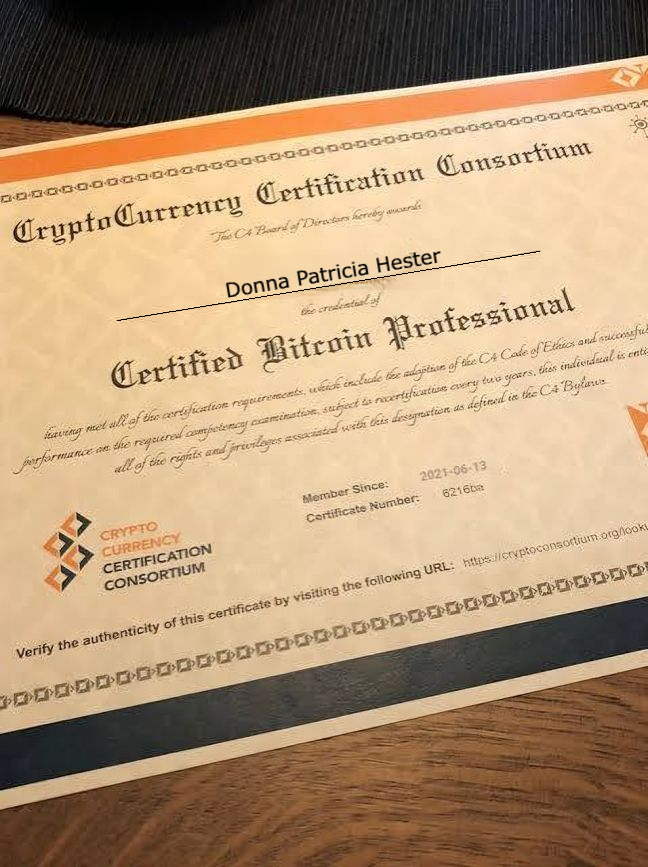 CryptoCurrency Certification Consortium
The C4 Board of Directors hereby awards
Donna Patricia Hester
the credential of
Certified Bitcoin Professional
having met all of the certification requirements, which include the adoption of the C4 Code of Ethics and successful
performance on the required competency examination, subject to recertification every two years, this individual is enti
all of the rights and privileges associated with this designation as defined in the C4 Bylaws.
Member Since: 2021-06-13
Certificate Number: 6216ba
CRYPTO
CURRENCY
CERTIFICATION
CONSORTIUM
Verify the authenticity of this certificate by visiting the following URL: https://cryptoconsortium.org/looku